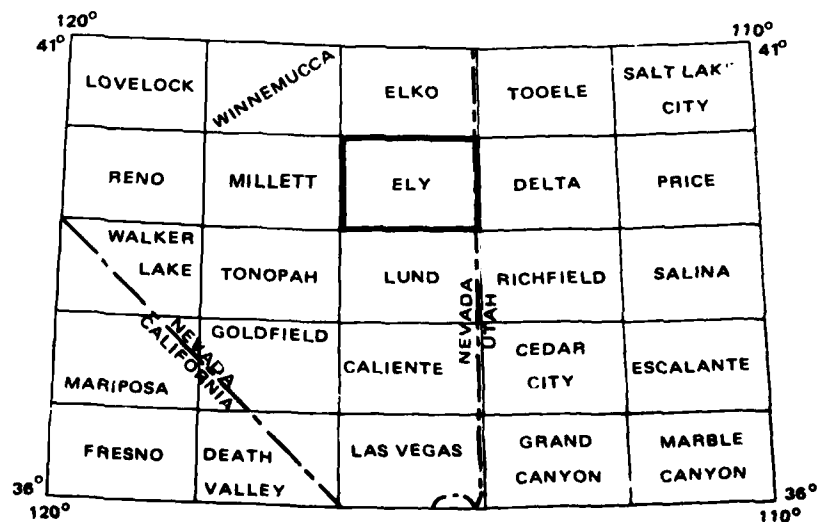 120°
110°
41°
41°
LOVELOCK
WINNEMUCCA
ELKO
TOOELE
SALT LAK"
CITY
RENO
MILLETT
ELY
DELTA
PRICE
WALKER
LAKE
TONOPAH
LUND
NEVADA
UTAH
RICHFIELD
SALINA
NEVADA
CALIFORNIA
GOLDFIELD
MARIPOSA
CALIENTE
CEDAR
CITY
ESCALANTE
FRESNO
DEATH
VALLEY
LAS VEGAS
GRAND
CANYON
MARBLE
CANYON
36°
36°
120°
110°